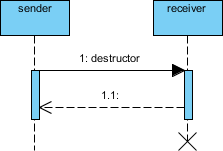 sender
receiver
1: destructor
1.1: